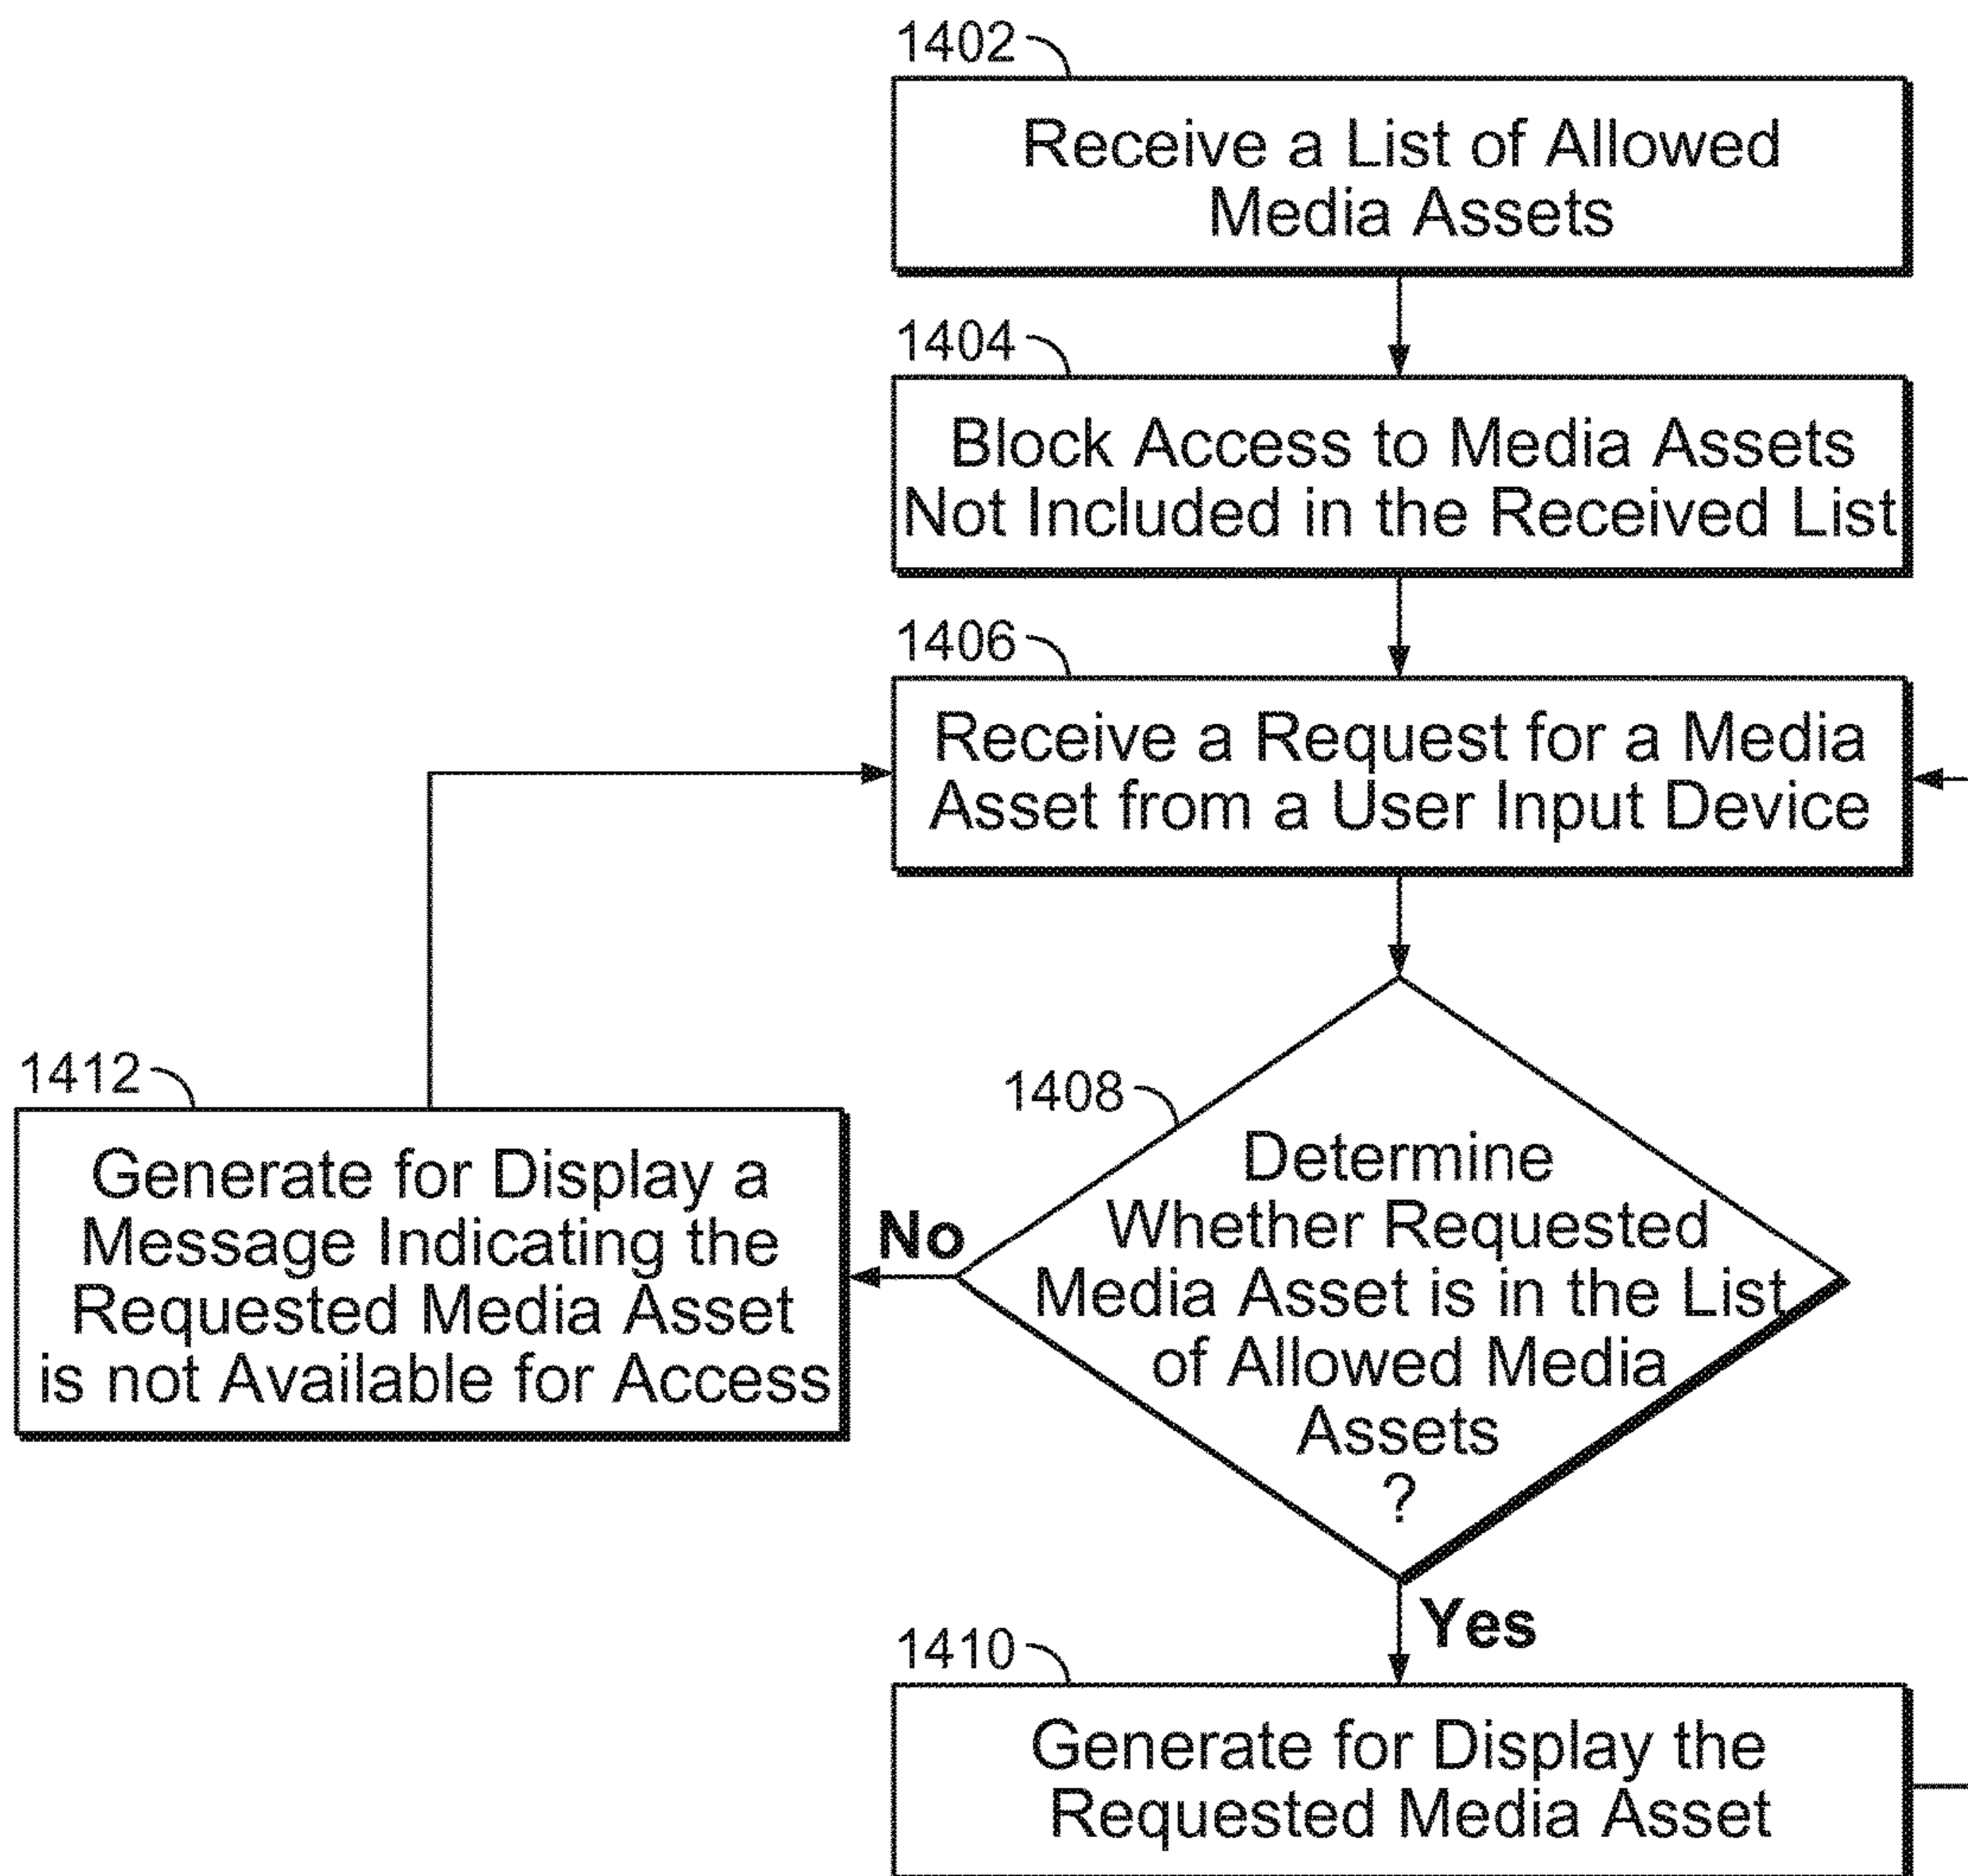 1402
Receive a List of Allowed
Media Assets
1404
Block Access to Media Assets
Not Included in the Received List
1406
Receive a Request for a Media
Asset from a User Input Device
1408
Determine
Whether Requested
Media Asset is in the List
of Allowed Media
Assets
?
No
1412
Generate for Display a
Message Indicating the
Requested Media Asset
is not Available for Access
Yes
1410
Generate for Display the
Requested Media Asset